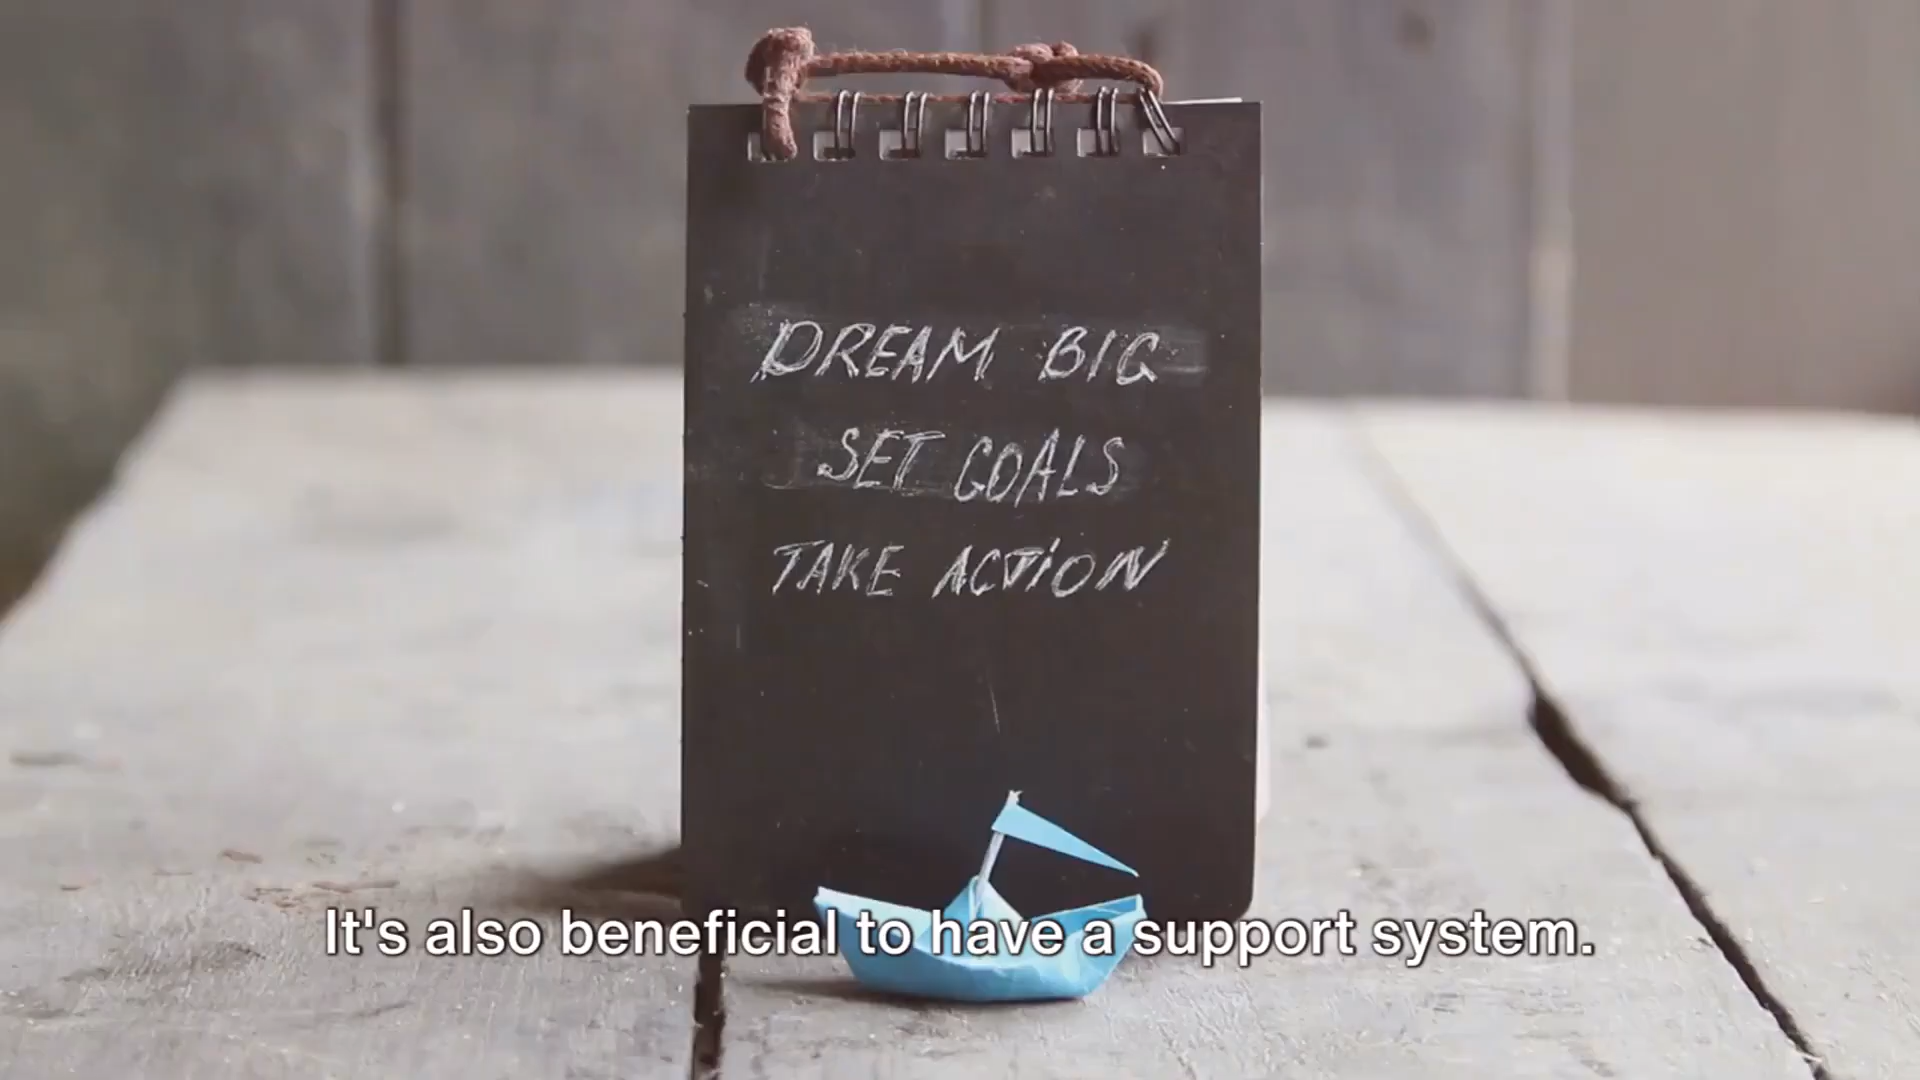 DREAM BIG
SET GOALS
TAKE ACTION
It's also beneficial to have a support system.